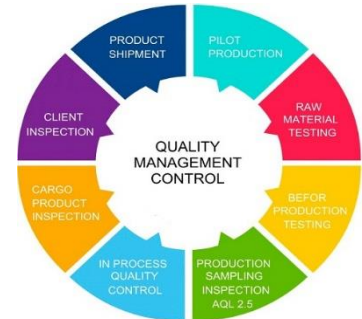 PRODUCT
SHIPMENT
PILOT
PRODUCTION
RAW
MATERIAL
TESTING
BEFOR
PRODUCTION
TESTING
PRODUCTION
SAMPLING
INSPECTION
AQL 2.5
IN PROCESS
QUALITY
CONTROL
CARGO
PRODUCT
INSPECTION
CLIENT
INSPECTION
QUALITY
MANAGEMENT
CONTROL